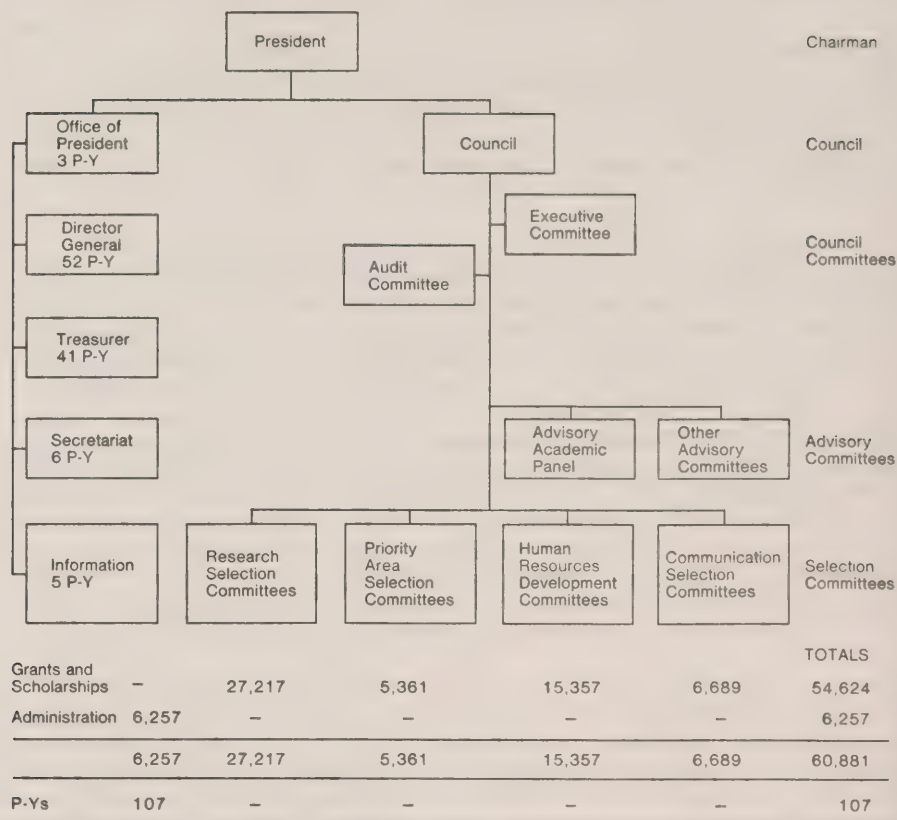 President
Chairman
Office of
President
3 P-Y
Council
Council
Director
General
52 P-Y
Executive
Committee
Audit
Committee
Council
Committees
Treasurer
41 P-Y
Secretariat
6 P-Y
Advisory
Academic
Panel
Other
Advisory
Committees
Advisory
Committees
Information
5 P-Y
Research
Selection
Committees
Priority
Area
Selection
Committees
Human
Resources
Development
Committees
Communication
Selection
Committees
Selection
Committees
TOTALS
Grants and
Scholarships – 27,217 5,361 15,357 6,689 54,624
Administration 6,257 – – – – 6,257
6,257 27,217 5,361 15,357 6,689 60,881
P-Ys 107 – – – – 107